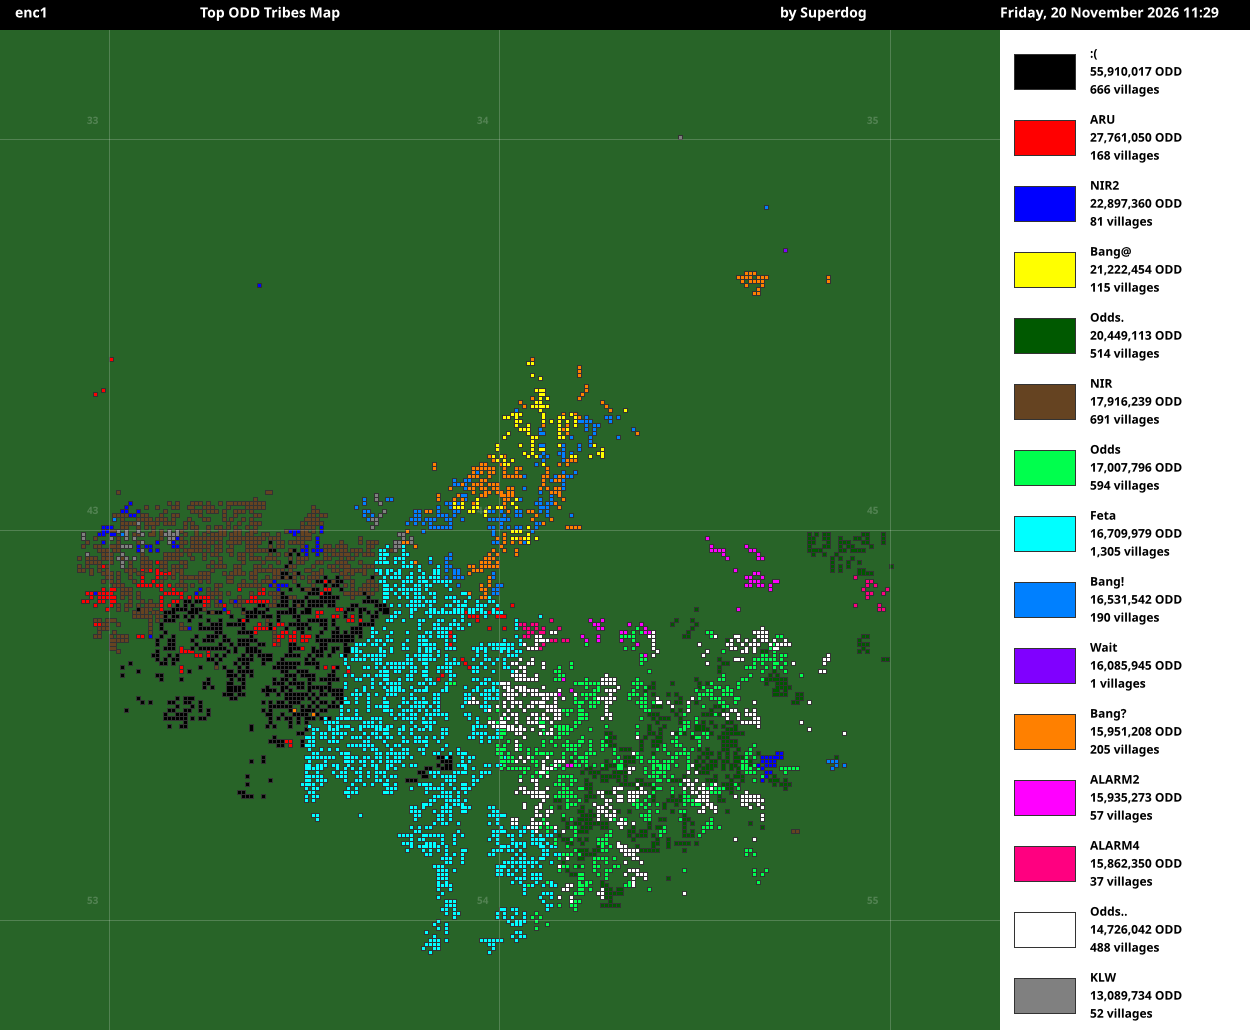 enc1
Top ODD Tribes Map
by Superdog
Friday, 20 November 2026 11:29
33
34
35
43
45
53
54
55
:(
55,910,017 ODD
666 villages
ARU
27,761,050 ODD
168 villages
NIR2
22,897,360 ODD
81 villages
Bang@
21,222,454 ODD
115 villages
Odds.
20,449,113 ODD
514 villages
NIR
17,916,239 ODD
691 villages
Odds
17,007,796 ODD
594 villages
Feta
16,709,979 ODD
1,305 villages
Bang!
16,531,542 ODD
190 villages
Wait
16,085,945 ODD
1 villages
Bang?
15,951,208 ODD
205 villages
ALARM2
15,935,273 ODD
57 villages
ALARM4
15,862,350 ODD
37 villages
Odds..
14,726,042 ODD
488 villages
KLW
13,089,734 ODD
52 villages